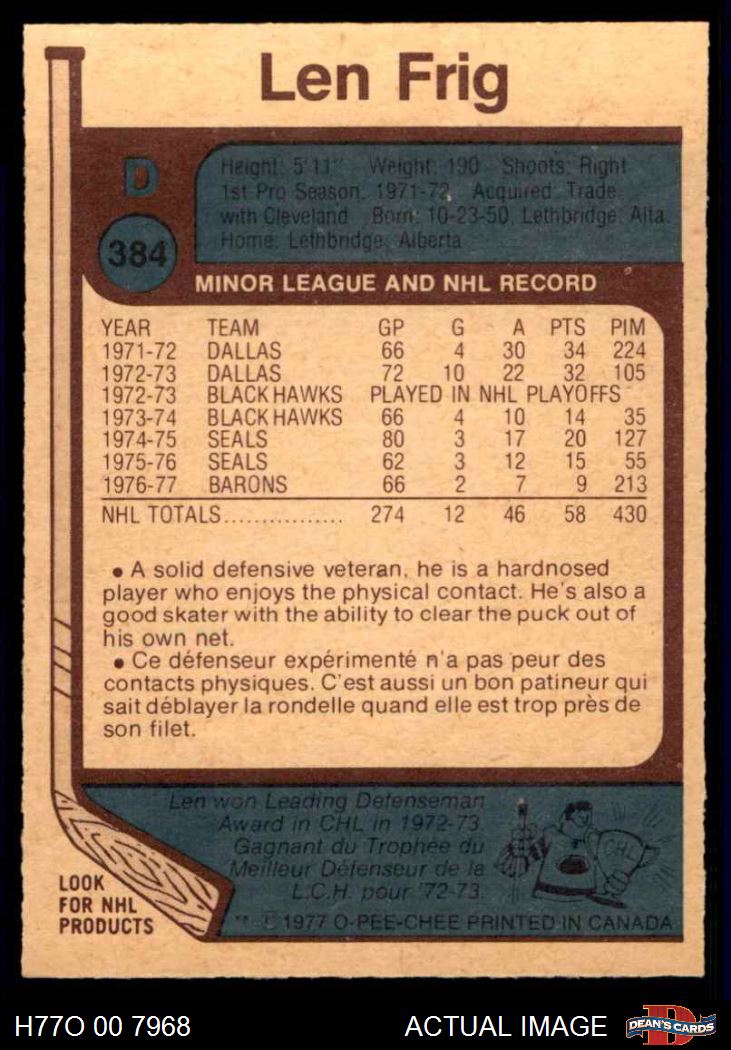 Len Frig
D
384
Height: 5'11" Weight: 190 Shoots: Right
1st Pro Season: 1971-72, Acquired: Trade
with Cleveland Born: 10-23-50, Lethbridge, Alta.
Home: Lethbridge, Alberta
MINOR LEAGUE AND NHL RECORD
YEAR TEAM GP G A PTS PIM
1971-72 DALLAS 66 4 30 34 224
1972-73 DALLAS 72 10 22 32 105
1972-73 BLACK HAWKS PLAYED IN NHL PLAYOFFS
1973-74 BLACK HAWKS 66 4 10 14 35
1974-75 SEALS 80 3 17 20 127
1975-76 SEALS 62 3 12 15 55
1976-77 BARONS 66 2 7 9 213
NHL TOTALS................ 274 12 46 58 430
• A solid defensive veteran, he is a hardnosed
player who enjoys the physical contact. He's also a
good skater with the ability to clear the puck out of
his own net.
• Ce défenseur expérimenté n'a pas peur des
contacts physiques. C'est aussi un bon patineur qui
sait déblayer la rondelle quand elle est trop près de
son filet.
Len won Leading Defenseman
Award in CHL in 1972-73.
Gagnant du Trophée du
Meilleur Défenseur de la
L.C.H. pour '72-73.
CHL
LOOK
FOR NHL
PRODUCTS
** © 1977 O-PEE-CHEE PRINTED IN CANADA
H77O 00 7968 ACTUAL IMAGE
D
DEAN'S CARDS